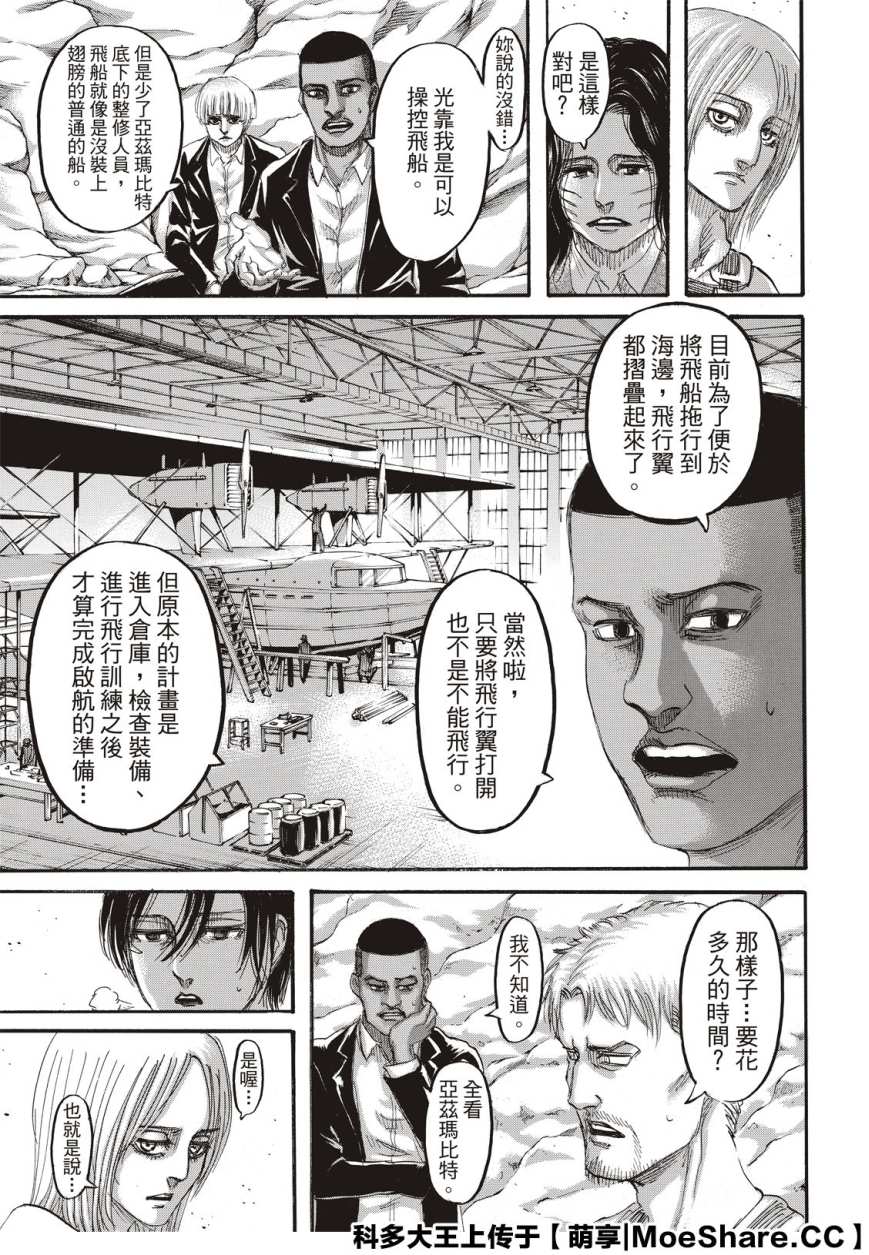 是這樣
對吧？
妳說的沒錯…
光靠我是可以
操控飛船。
但是少了亞茲瑪比特
底下的整修人員，
飛船就像是沒裝上
翅膀的普通的船。
目前為了便於
將飛船拖行到
海邊，飛行翼
都摺疊起來了。
當然啦，
只要將飛行翼打開
也不是不能飛行。
但原本的計畫是
進入倉庫，檢查裝備、
進行飛行訓練之後
才算完成啟航的準備…
那樣子…要花
多久的時間？
我不知道。
全看
亞茲瑪比特。
是喔…
也就是說…
科多大王上传于【萌享|MoeShare.CC】